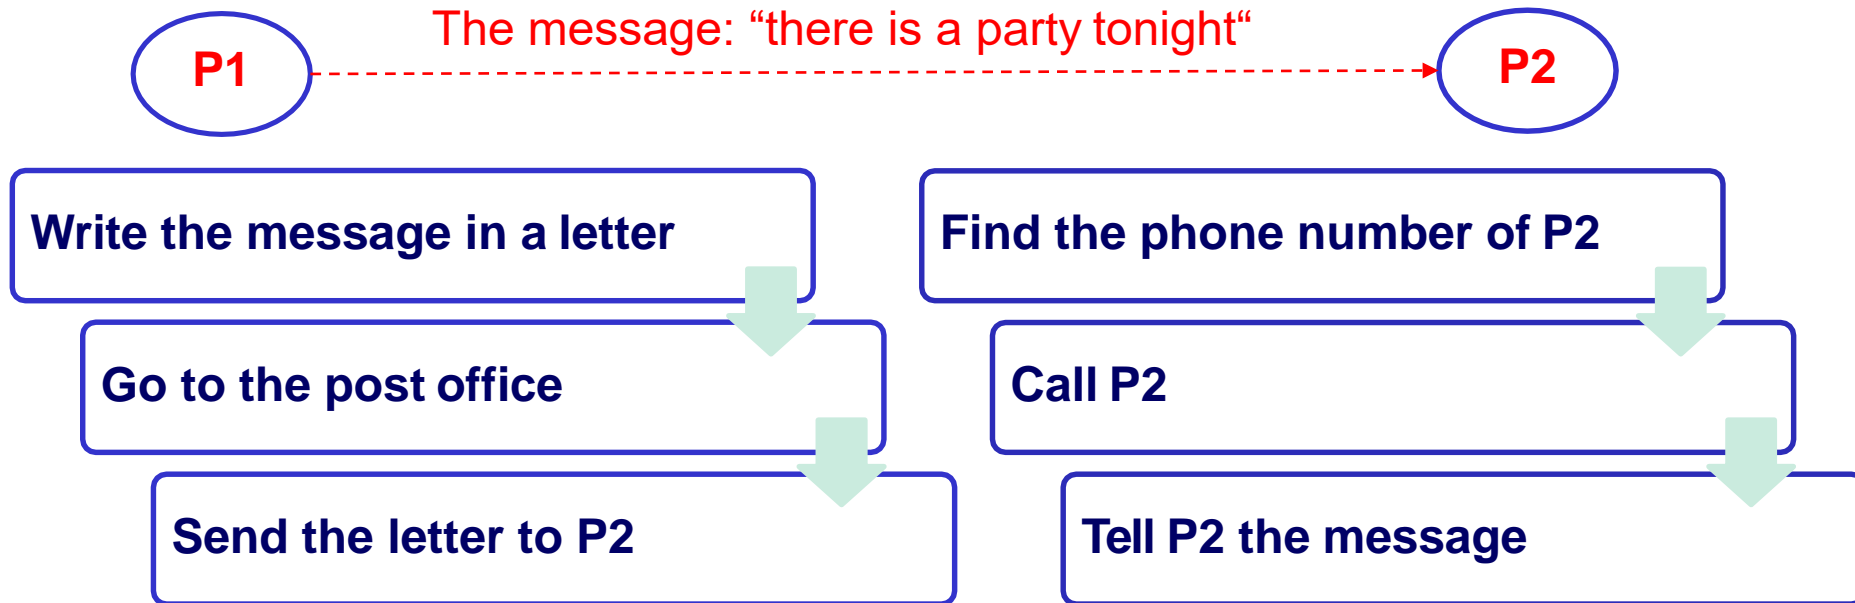 P1
The message: “there is a party tonight“
P2
Write the message in a letter
Go to the post office
Send the letter to P2
Find the phone number of P2
Call P2
Tell P2 the message